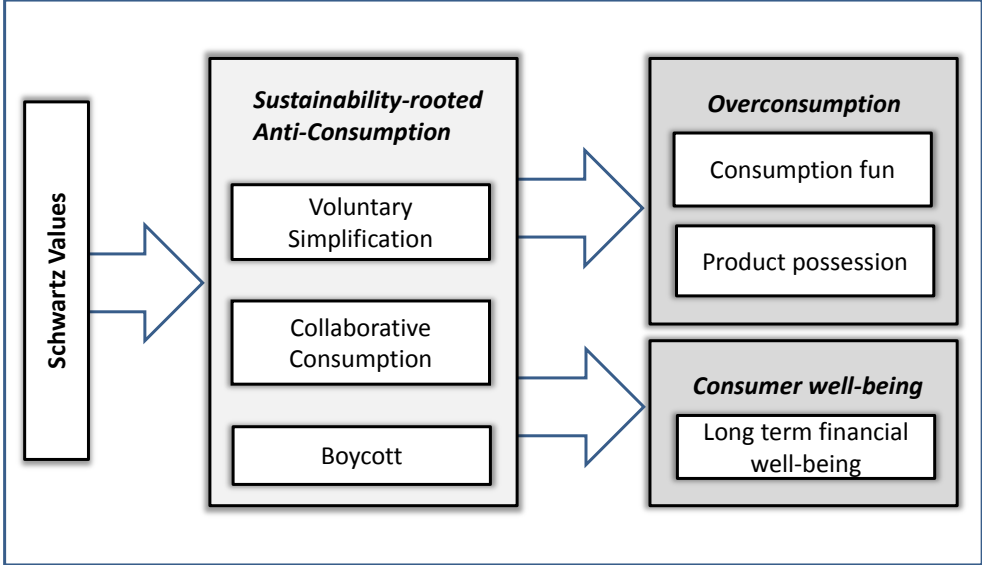 Schwartz Values
Sustainability-rooted
Anti-Consumption
Voluntary
Simplification
Collaborative
Consumption
Boycott
Overconsumption
Consumption fun
Product possession
Consumer well-being
Long term financial
well-being